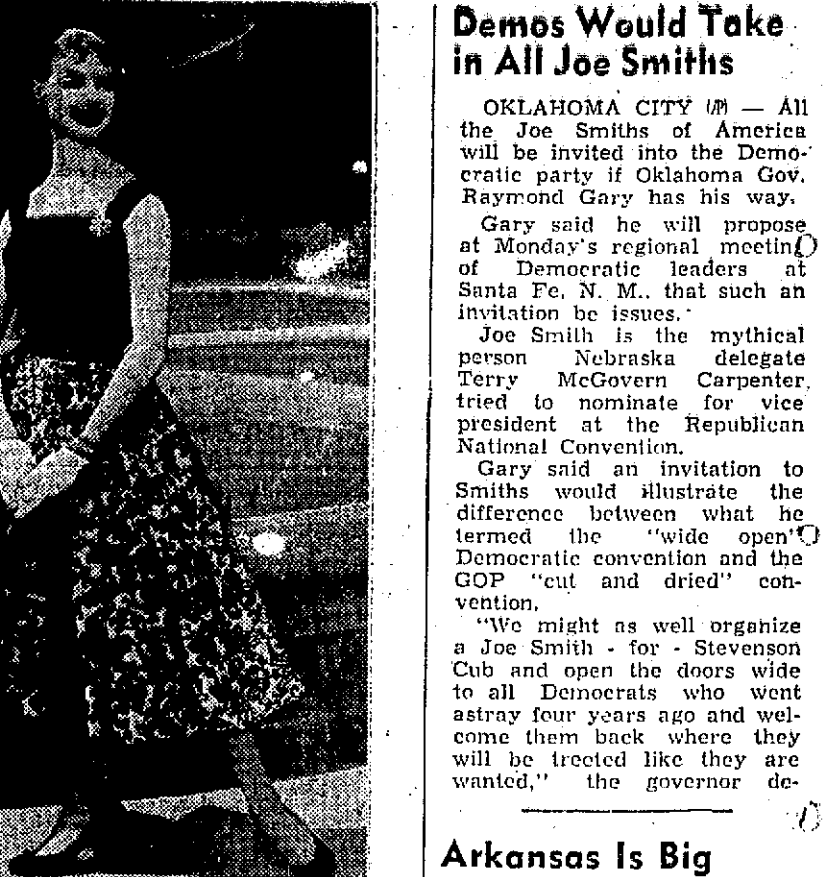 Demos Would Take
in All Joe Smiths
OKLAHOMA CITY (AP) — All
the Joe Smiths of America
will be invited into the Demo-
cratic party if Oklahoma Gov.
Raymond Gary has his way.
Gary said he will propose
at Monday's regional meeting
of Democratic leaders at
Santa Fe, N. M., that such an
invitation be issues.
Joe Smith is the mythical
person Nebraska delegate
Terry McGovern Carpenter,
tried to nominate for vice
president at the Republican
National Convention.
Gary said an invitation to
Smiths would illustrate the
difference between what he
termed the "wide open"
Democratic convention and the
GOP "cut and dried" con-
vention.
"We might as well organize
a Joe Smith - for - Stevenson
Cub and open the doors wide
to all Democrats who went
astray four years ago and wel-
come them back where they
will be treeted like they are
wanted," the governor de-
Arkansas Is Big